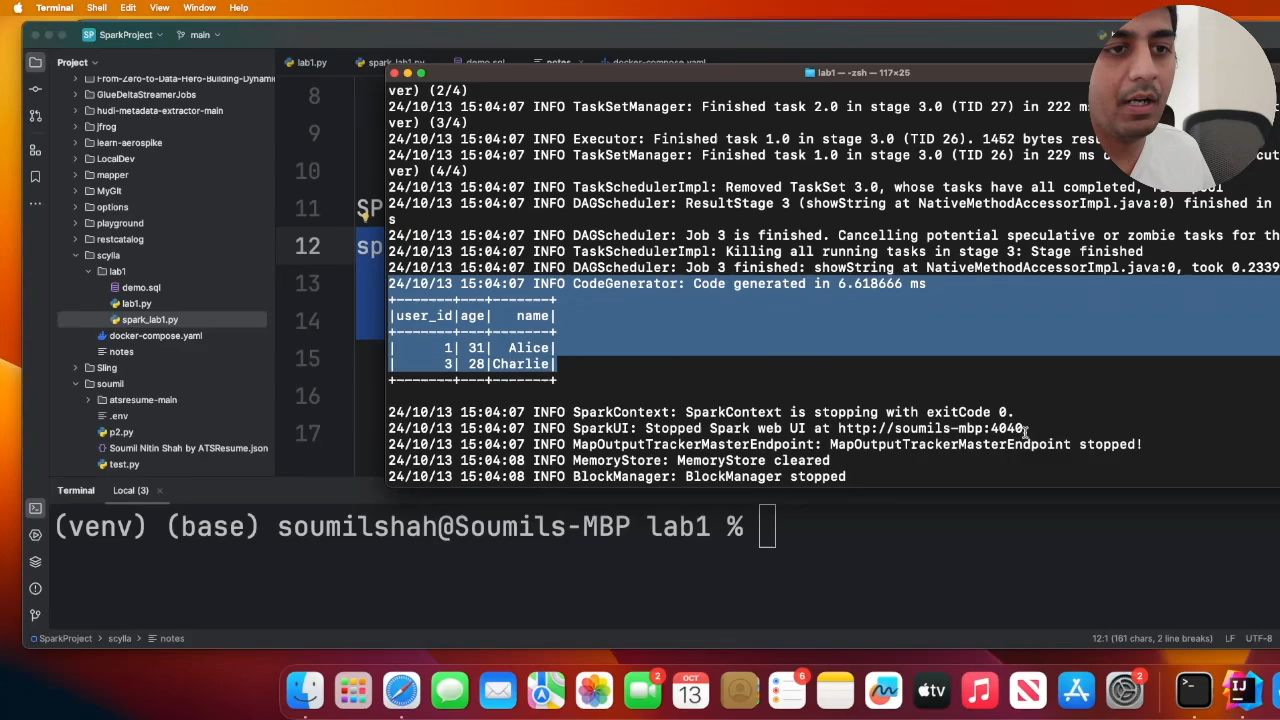 Terminal Shell Edit View Window Help
SP SparkProject main
Project
lab1.py spark_lab1.py demo.sql notes docker-compose.yaml
lab1 — -zsh — 117×25
From-Zero-to-Data-Hero-Building-Dynamic
GlueDataStreamerJobs
hudi-metadata-extractor-main
jfrog
learn-aerospike
LocalDev
mapper
MyGIt
options
playground
restcatalog
scylla
lab1
demo.sql
lab1.py
spark_lab1.py
docker-compose.yaml
notes
Sling
soumil
atsresume-main
.env
p2.py
Soumil Nitin Shah by ATSResume.json
test.py
8
9
10
11 SP
12 sp
13
14
15
16
17
ver) (2/4)
24/10/13 15:04:07 INFO TaskSetManager: Finished task 2.0 in stage 3.0 (TID 27) in 222 ms
ver) (3/4)
24/10/13 15:04:07 INFO Executor: Finished task 1.0 in stage 3.0 (TID 26). 1452 bytes
24/10/13 15:04:07 INFO TaskSetManager: Finished task 1.0 in stage 3.0 (TID 26) in 229 ms
ver) (4/4)
24/10/13 15:04:07 INFO TaskSchedulerImpl: Removed TaskSet 3.0, whose tasks have all completed,
24/10/13 15:04:07 INFO DAGScheduler: ResultStage 3 (showString at NativeMethodAccessorImpl.java:0) finished in
s
24/10/13 15:04:07 INFO DAGScheduler: Job 3 is finished. Cancelling potential speculative or zombie tasks for th
24/10/13 15:04:07 INFO TaskSchedulerImpl: Killing all running tasks in stage 3: Stage finished
24/10/13 15:04:07 INFO DAGScheduler: Job 3 finished: showString at NativeMethodAccessorImpl.java:0, took 0.2339
24/10/13 15:04:07 INFO CodeGenerator: Code generated in 6.618666 ms
+-------+---+-------+
|user_id|age|   name|
+-------+---+-------+
|      1| 31|  Alice|
|      3| 28|Charlie|
+-------+---+-------+
24/10/13 15:04:07 INFO SparkContext: SparkContext is stopping with exitCode 0.
24/10/13 15:04:07 INFO SparkUI: Stopped Spark web UI at http://soumils-mbp:4040
24/10/13 15:04:07 INFO MapOutputTrackerMasterEndpoint: MapOutputTrackerMasterEndpoint stopped!
24/10/13 15:04:08 INFO MemoryStore: MemoryStore cleared
24/10/13 15:04:08 INFO BlockManager: BlockManager stopped
Terminal Local (3)
(venv) (base) soumilshah@Soumils-MBP lab1 %
SparkProject scylla notes
12:1 (161 chars, 2 line breaks) LF UTF-8
2
OCT
13
6
tv
2